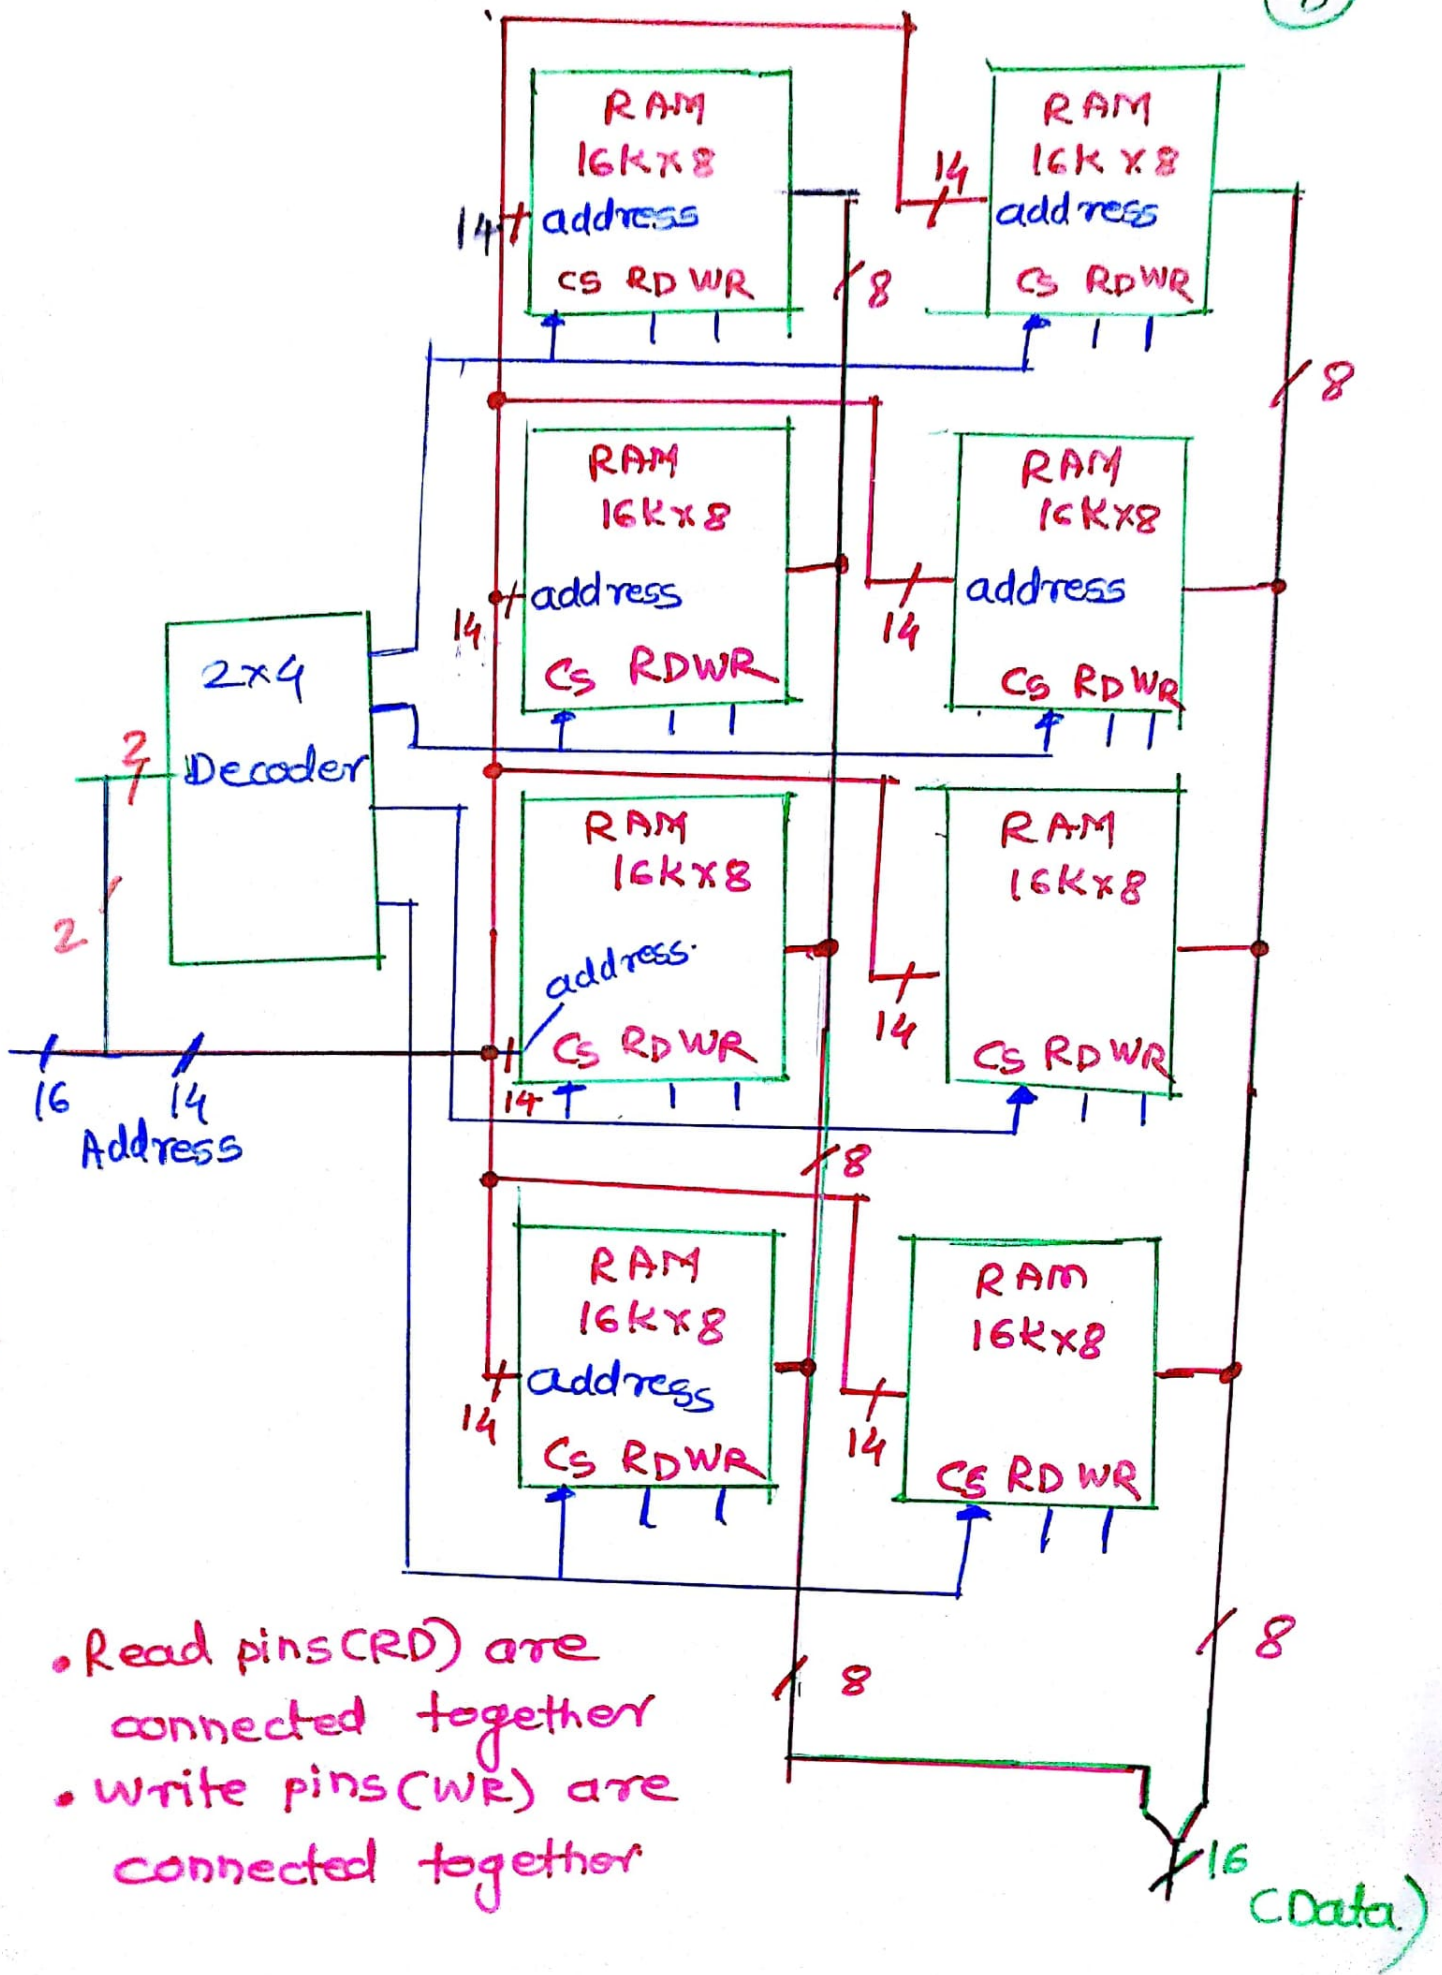 RAM
16K×8
14 address
CS RD WR
8
RAM
16K×8
14
address
CS RD WR
8
RAM
16K×8
address
14
CS RD WR
RAM
16K×8
address
14
CS RD WR
2×4
Decoder
2
2
16
14
Address
RAM
16K×8
address
CS RD WR
14
RAM
16K×8
14
CS RD WR
8
RAM
16K×8
address
14
CS RD WR
RAM
16K×8
14
CS RD WR
• Read pins (RD) are
connected together
• Write pins (WR) are
connected together
8
8
16
(Data)